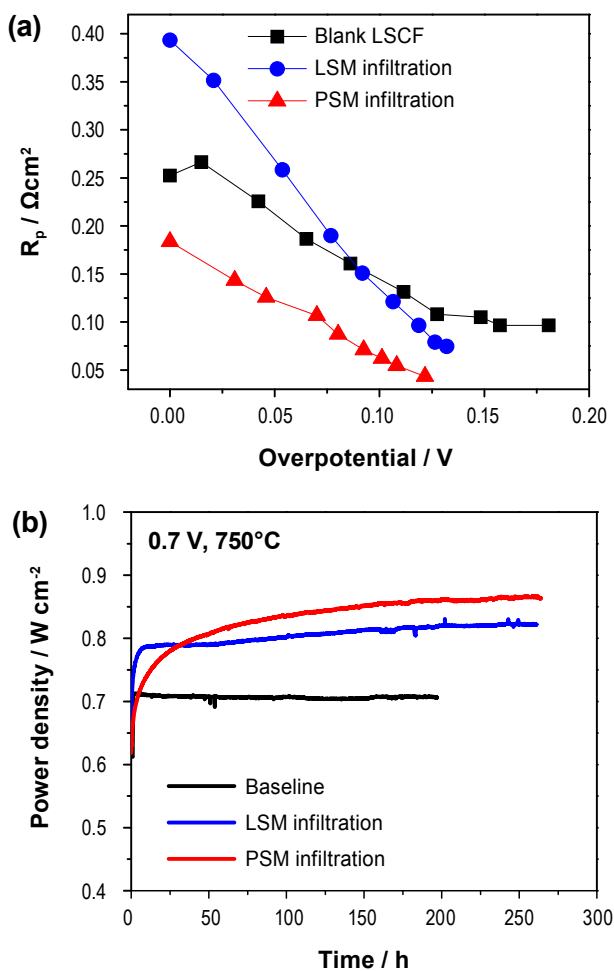 (a)
Blank LSCF
LSM infiltration
PSM infiltration
0.40
0.35
0.30
0.25
0.20
0.15
0.10
0.05
Rp / Ωcm²
0.00 0.05 0.10 0.15 0.20
Overpotential / V
(b)
0.7 V, 750°C
1.0
0.9
0.8
0.7
0.6
0.5
0.4
Power density / W cm⁻²
Baseline
LSM infiltration
PSM infiltration
0 50 100 150 200 250 300
Time / h